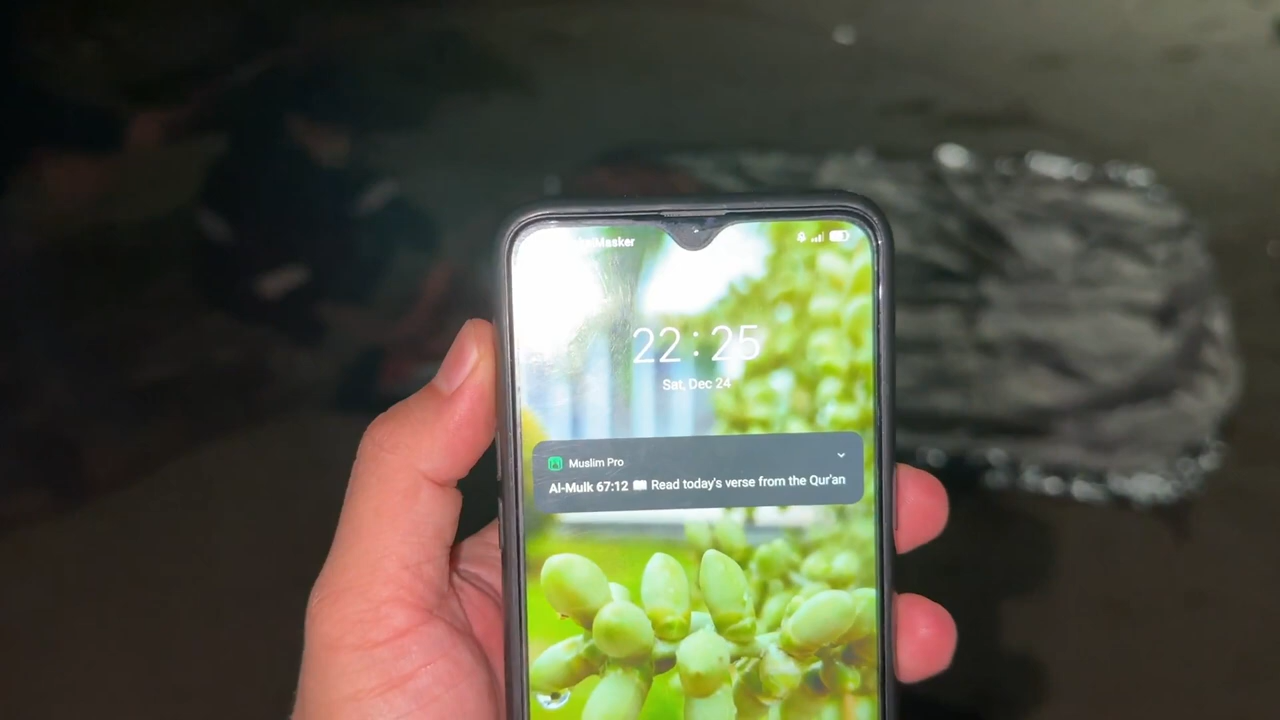 22:25
Sat, Dec 24
Muslim Pro
Al-Mulk 67:12 📖 Read today's verse from the Qur'an